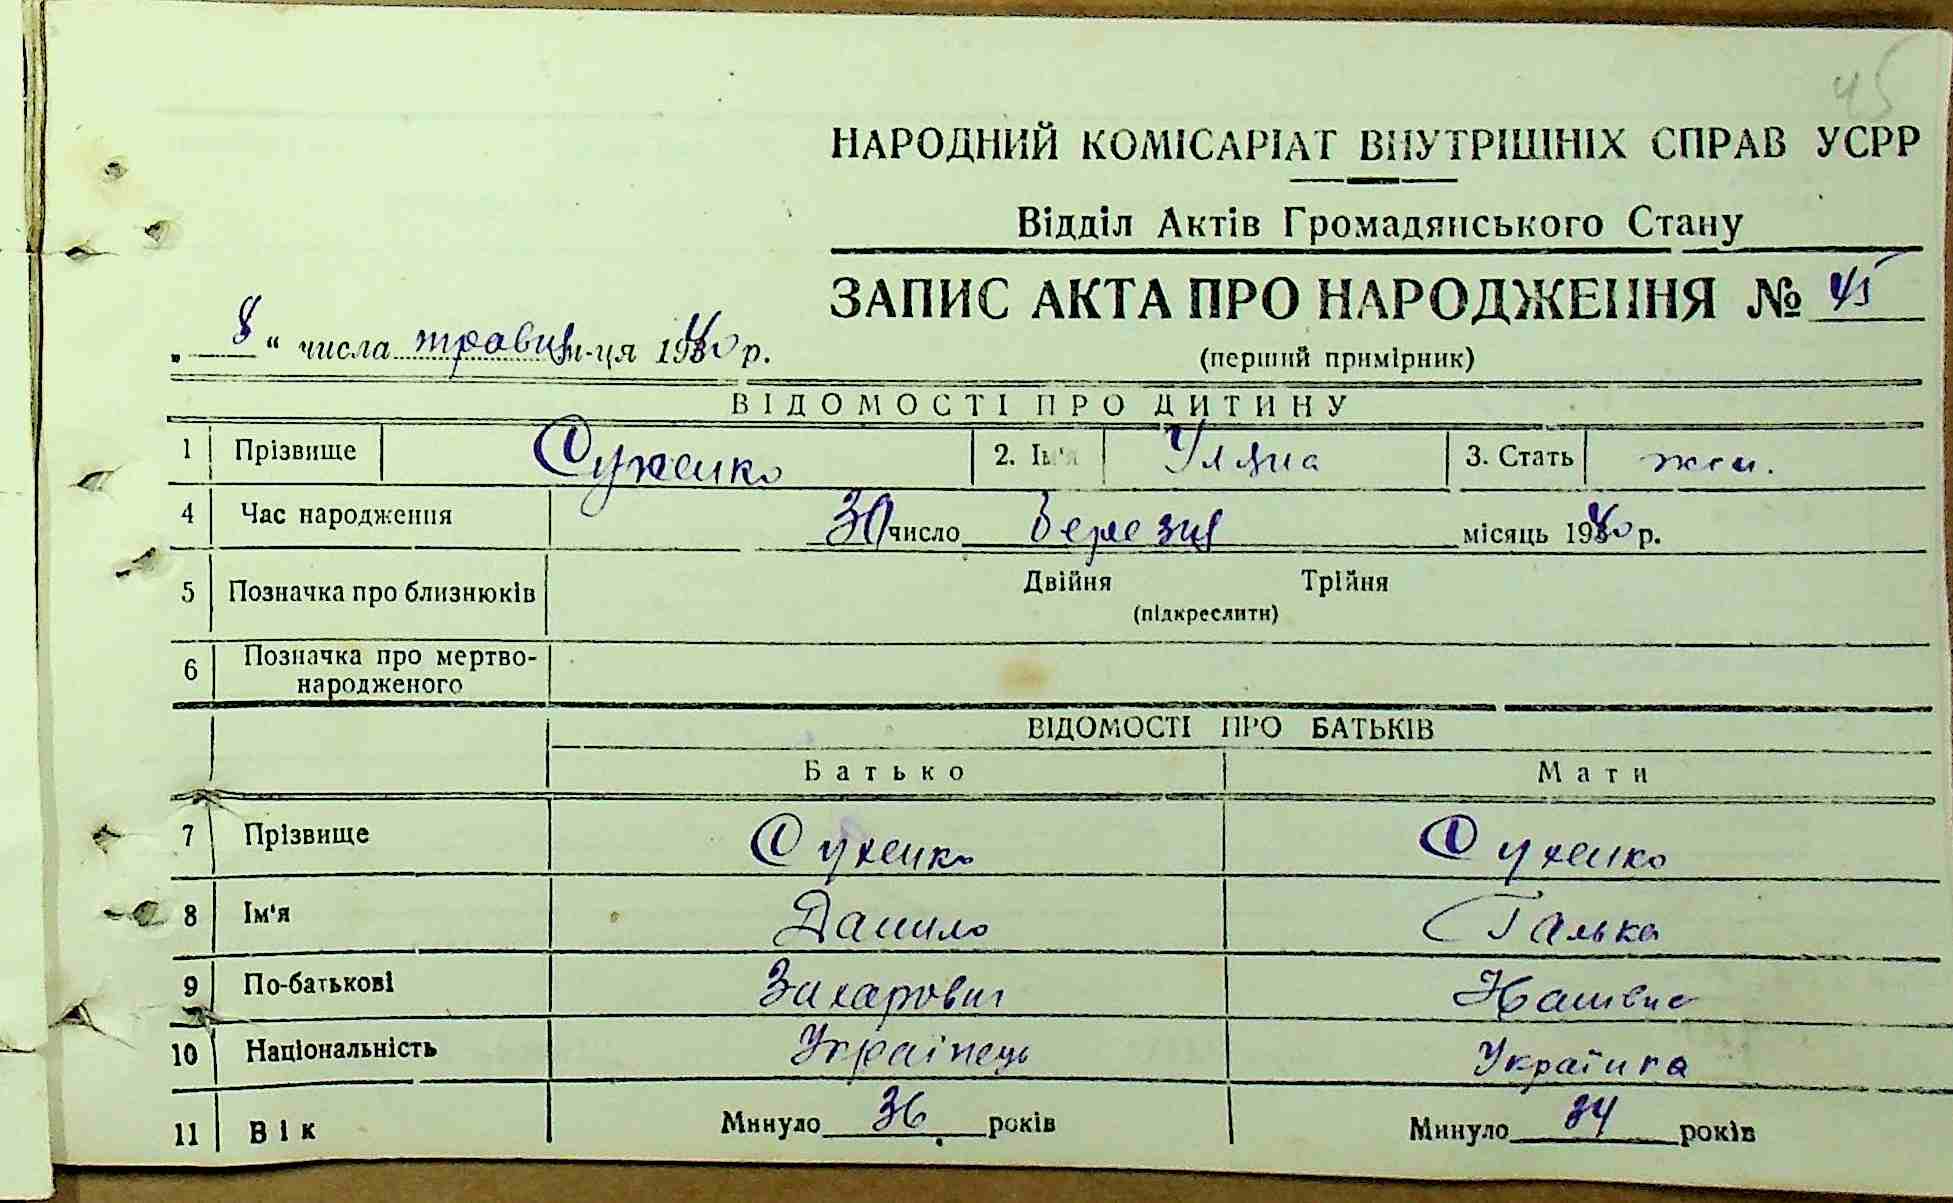 45
НАРОДНИЙ КОМІСАРІАТ ВНУТРІШНІХ СПРАВ УСРР
Відділ Актів Громадянського Стану
ЗАПИС АКТА ПРО НАРОДЖЕННЯ № 45
„ 8 “ числа травня м-ця 1940 р.
(перший примірник)
ВІДОМОСТІ ПРО ДИТИНУ
1 Прізвище Сухенко 2. Ім'я Уляна 3. Стать жін.
4 Час народження 30 число Березня місяць 1940 р.
5 Позначка про близнюків Двійня Трійня
(підкреслити)
6 Позначка про мертво-
народженого
ВІДОМОСТІ ПРО БАТЬКІВ
Батько Мати
7 Прізвище Сухенко Сухенко
8 Ім'я Данило Галька
9 По-батькові Захарович
10 Національність Українець Українка
11 Вік Минуло 36 років Минуло 34 років